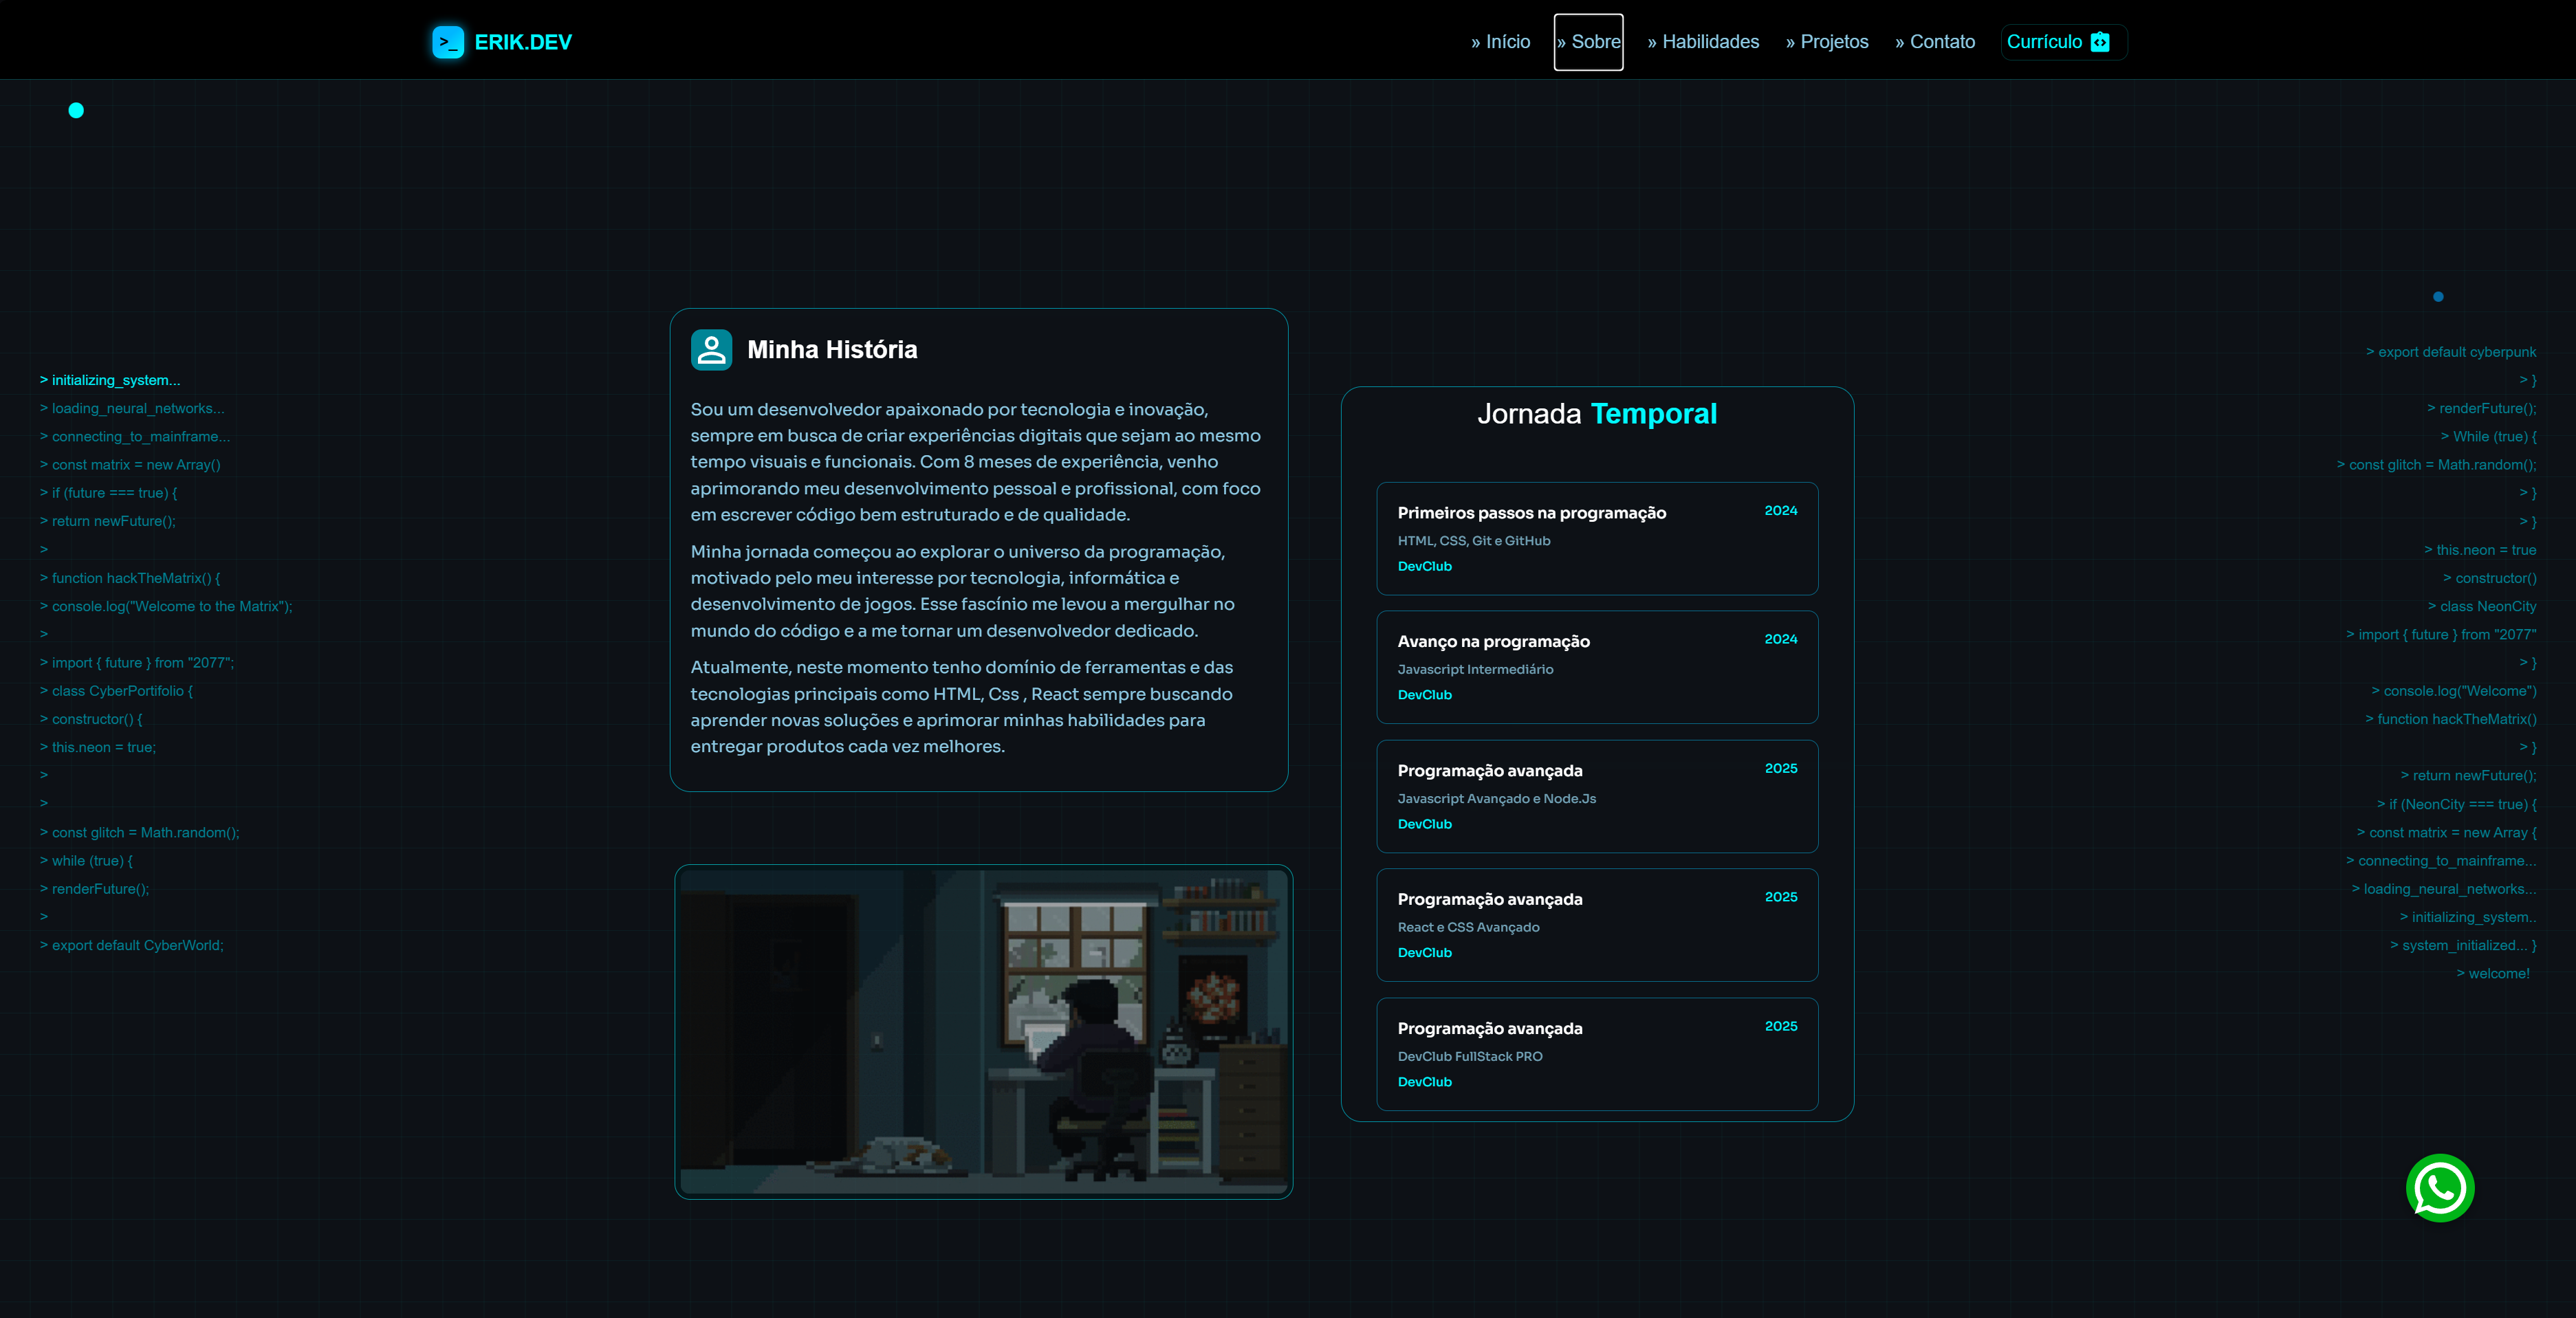 >_ ERIK.DEV
» Início » Sobre » Habilidades » Projetos » Contato Currículo
> initializing_system...
> loading_neural_networks...
> connecting_to_mainframe...
> const matrix = new Array()
> if (future === true) {
> return newFuture();
>
> function hackTheMatrix() {
> console.log("Welcome to the Matrix");
>
> import { future } from "2077";
> class CyberPortifolio {
> constructor() {
> this.neon = true;
>
>
> const glitch = Math.random();
> while (true) {
> renderFuture();
>
> export default CyberWorld;
Minha História
Sou um desenvolvedor apaixonado por tecnologia e inovação,
sempre em busca de criar experiências digitais que sejam ao mesmo
tempo visuais e funcionais. Com 8 meses de experiência, venho
aprimorando meu desenvolvimento pessoal e profissional, com foco
em escrever código bem estruturado e de qualidade.
Minha jornada começou ao explorar o universo da programação,
motivado pelo meu interesse por tecnologia, informática e
desenvolvimento de jogos. Esse fascínio me levou a mergulhar no
mundo do código e a me tornar um desenvolvedor dedicado.
Atualmente, neste momento tenho domínio de ferramentas e das
tecnologias principais como HTML, Css , React sempre buscando
aprender novas soluções e aprimorar minhas habilidades para
entregar produtos cada vez melhores.
Jornada Temporal
Primeiros passos na programação 2024
HTML, CSS, Git e GitHub
DevClub
Avanço na programação 2024
Javascript Intermediário
DevClub
Programação avançada 2025
Javascript Avançado e Node.Js
DevClub
Programação avançada 2025
React e CSS Avançado
DevClub
Programação avançada 2025
DevClub FullStack PRO
DevClub
> export default cyberpunk
> }
> renderFuture();
> While (true) {
> const glitch = Math.random();
> }
> }
> this.neon = true
> constructor()
> class NeonCity
> import { future } from "2077"
> }
> console.log("Welcome")
> function hackTheMatrix()
> }
> return newFuture();
> if (NeonCity === true) {
> const matrix = new Array {
> connecting_to_mainframe...
> loading_neural_networks...
> initializing_system..
> system_initialized... }
> welcome!